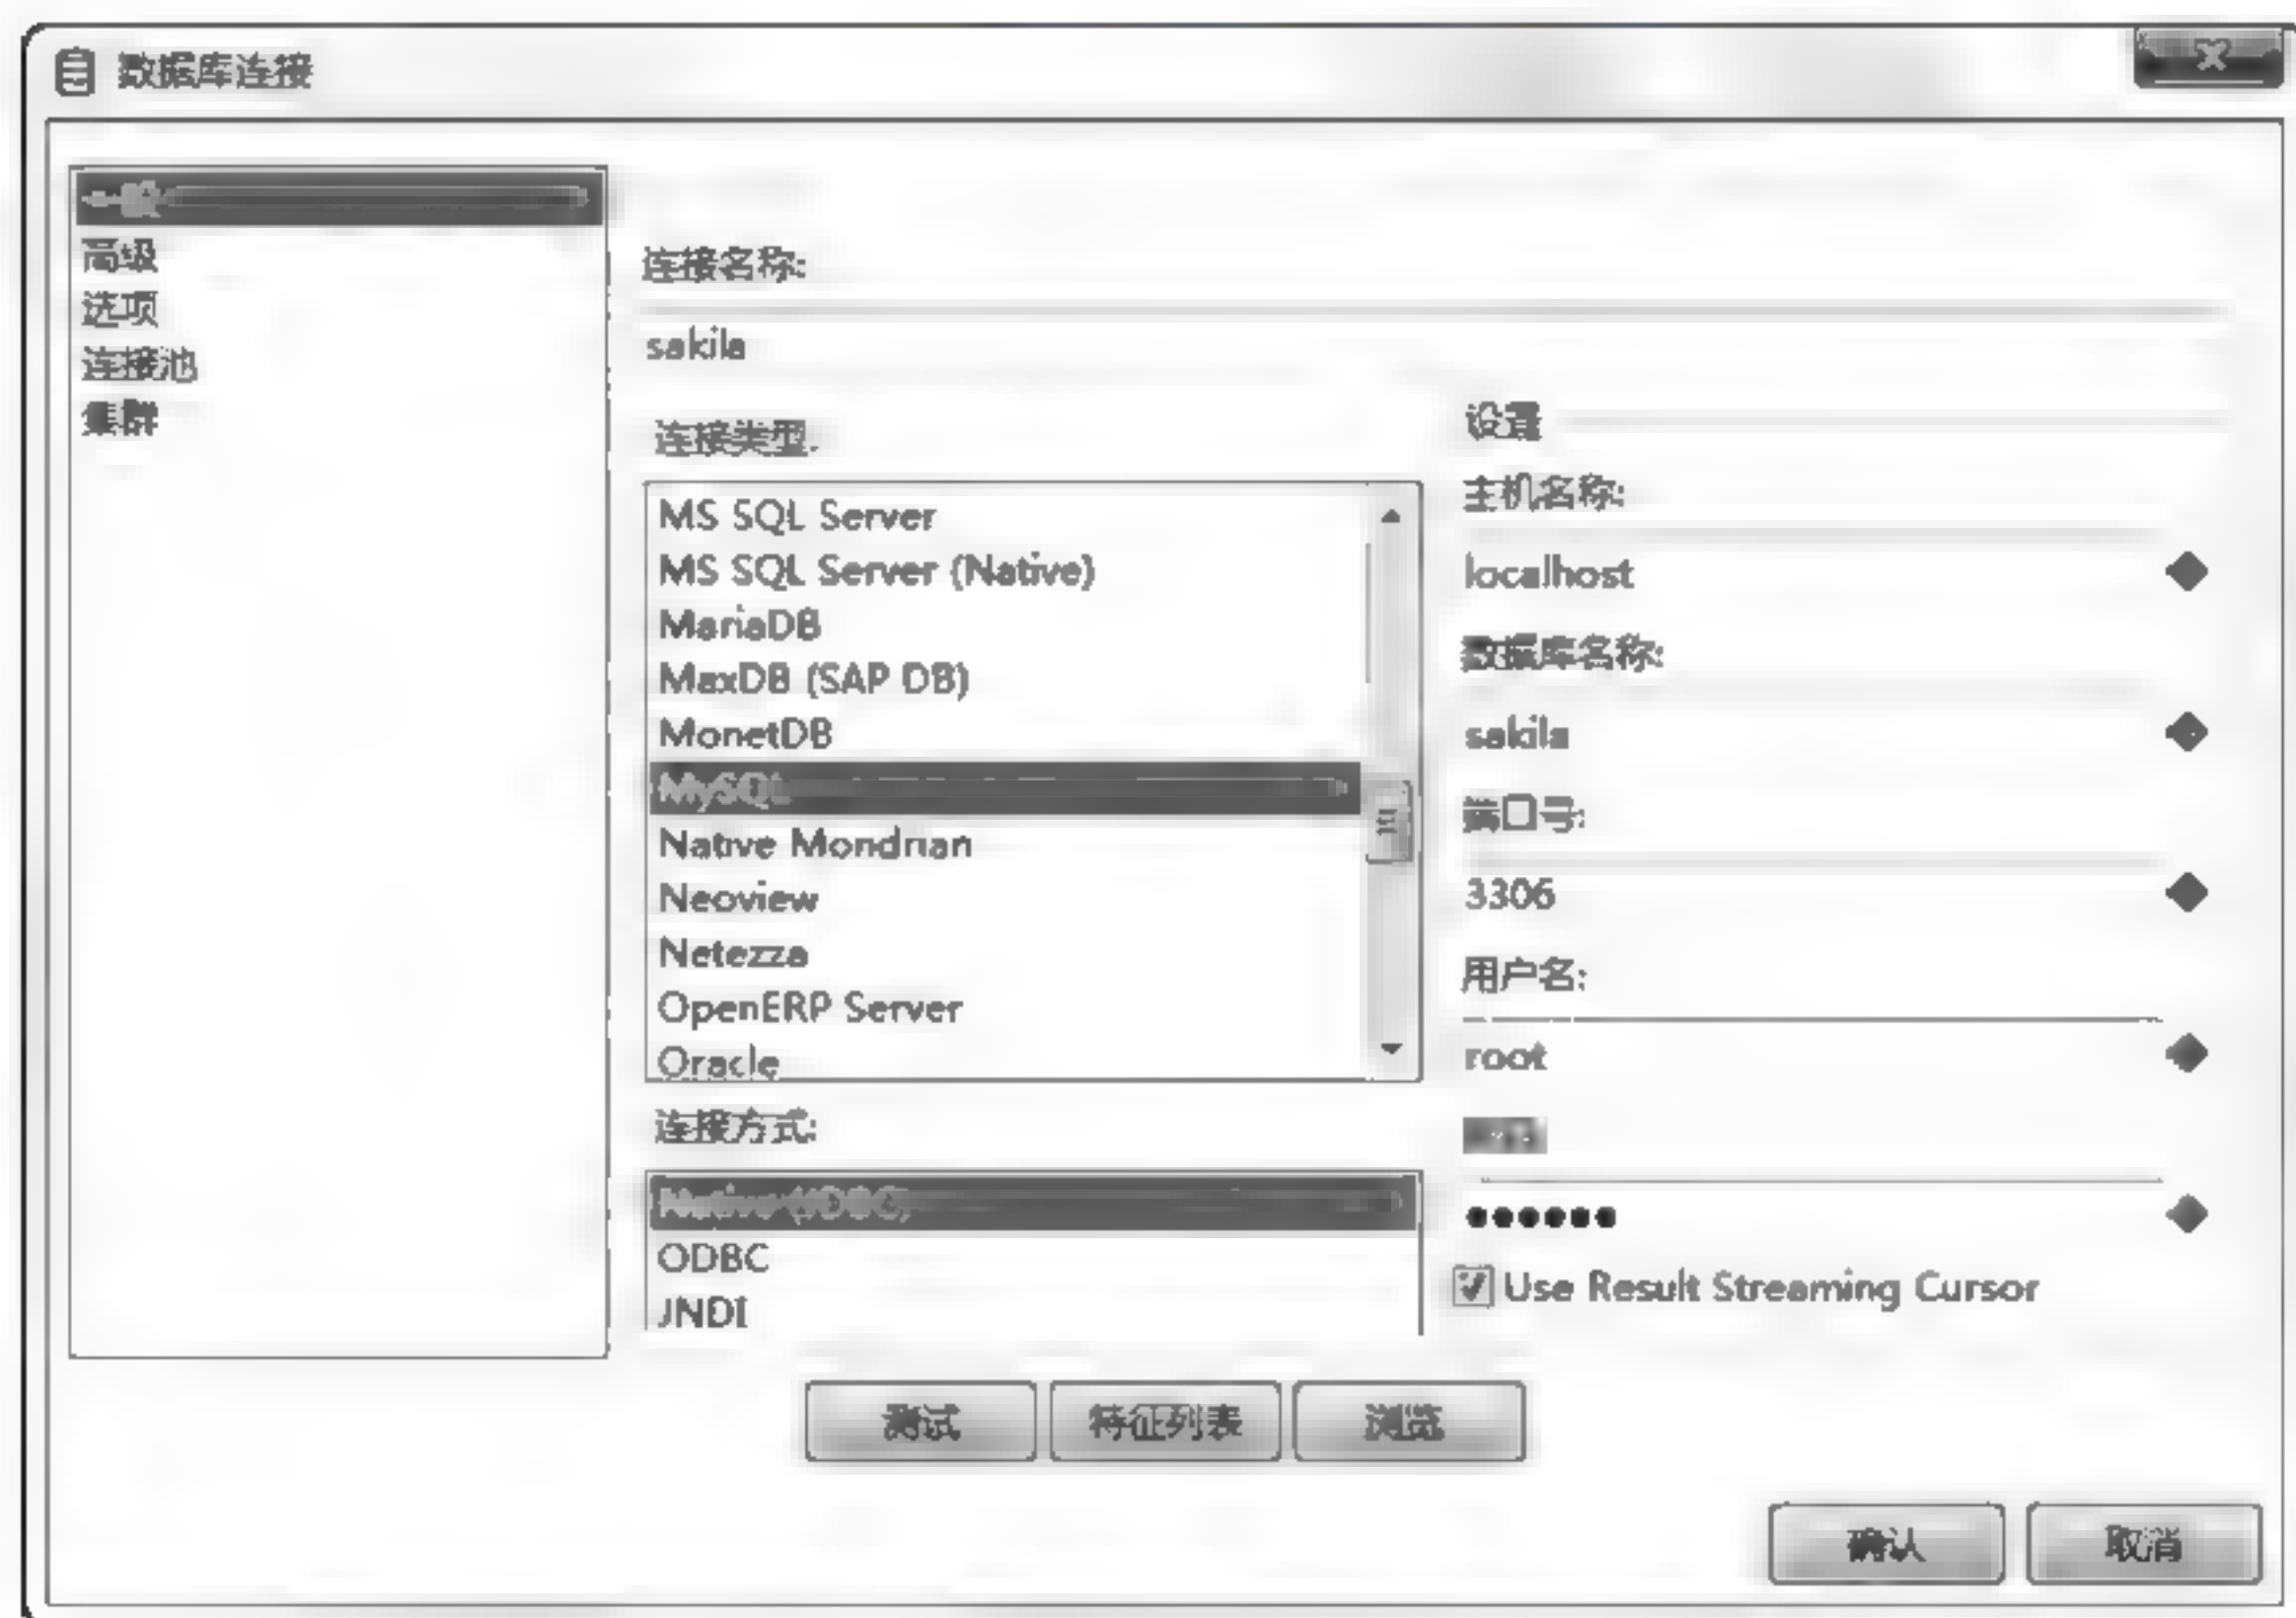 数据库连接
一般
高级
选项
连接池
集群
连接名称:
sakila
连接类型:
MS SQL Server
MS SQL Server (Native)
MariaDB
MaxDB (SAP DB)
MonetDB
MySQL
Native Mondrian
Neoview
Netezza
OpenERP Server
Oracle
连接方式:
Native (JDBC)
ODBC
JNDI
设置
主机名称:
localhost
数据库名称:
sakila
端口号:
3306
用户名:
root
●●●●●●
Use Result Streaming Cursor
测试
特征列表
浏览
确认
取消